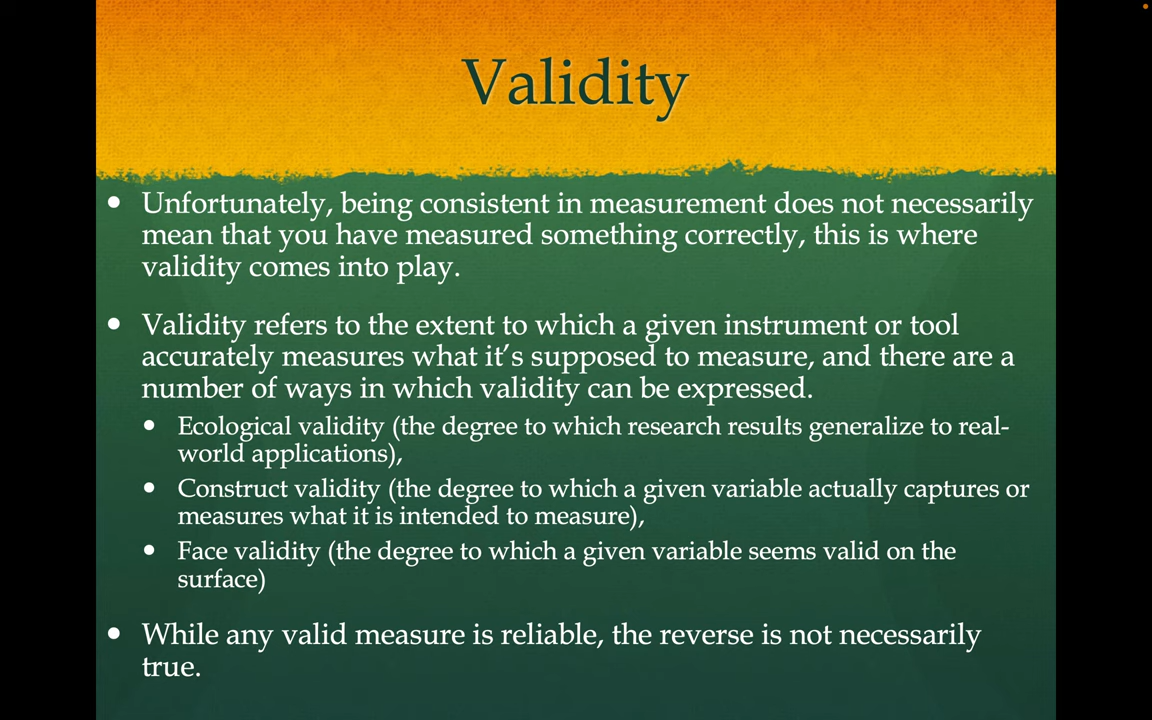 Validity
• Unfortunately, being consistent in measurement does not necessarily
mean that you have measured something correctly, this is where
validity comes into play.
• Validity refers to the extent to which a given instrument or tool
accurately measures what it’s supposed to measure, and there are a
number of ways in which validity can be expressed.
• Ecological validity (the degree to which research results generalize to real-
world applications),
• Construct validity (the degree to which a given variable actually captures or
measures what it is intended to measure),
• Face validity (the degree to which a given variable seems valid on the
surface)
• While any valid measure is reliable, the reverse is not necessarily
true.